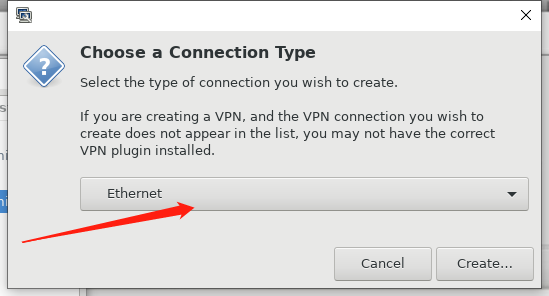 Choose a Connection Type
Select the type of connection you wish to create.
If you are creating a VPN, and the VPN connection you wish to
create does not appear in the list, you may not have the correct
VPN plugin installed.
Ethernet
Cancel
Create...